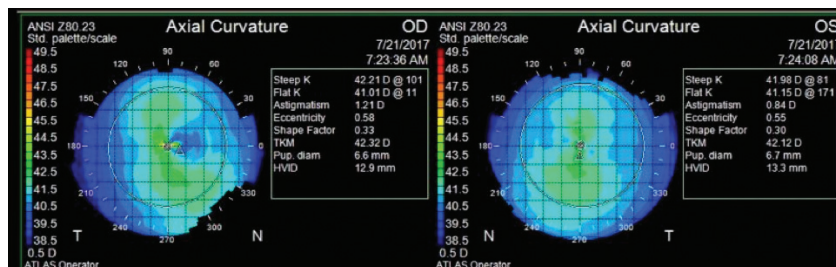 ANSI Z80.23
Std. palette/scale
Axial Curvature
OD
7/21/2017
7:23:36 AM
49.5
48.5
47.5
46.5
45.5
44.5
43.5
42.5
41.5
40.5
39.5
38.5
0.5 D
90
120
60
150
30
180
0
210
330
240
270
300
T
N
Steep K 42.21 D @ 101
Flat K 41.01 D @ 11
Astigmatism 1.21 D
Eccentricity 0.58
Shape Factor 0.33
TKM 42.32 D
Pup. diam 6.6 mm
HVID 12.9 mm
ATLAS Operator
ANSI Z80.23
Std. palette/scale
Axial Curvature
OS
7/21/2017
7:24:08 AM
49.5
48.5
47.5
46.5
45.5
44.5
43.5
42.5
41.5
40.5
39.5
38.5
0.5 D
90
120
60
150
30
180
0
210
330
240
270
300
N
T
Steep K 41.98 D @ 81
Flat K 41.15 D @ 171
Astigmatism 0.84 D
Eccentricity 0.55
Shape Factor 0.30
TKM 42.12 D
Pup. diam 6.7 mm
HVID 13.3 mm
ATLAS Operator